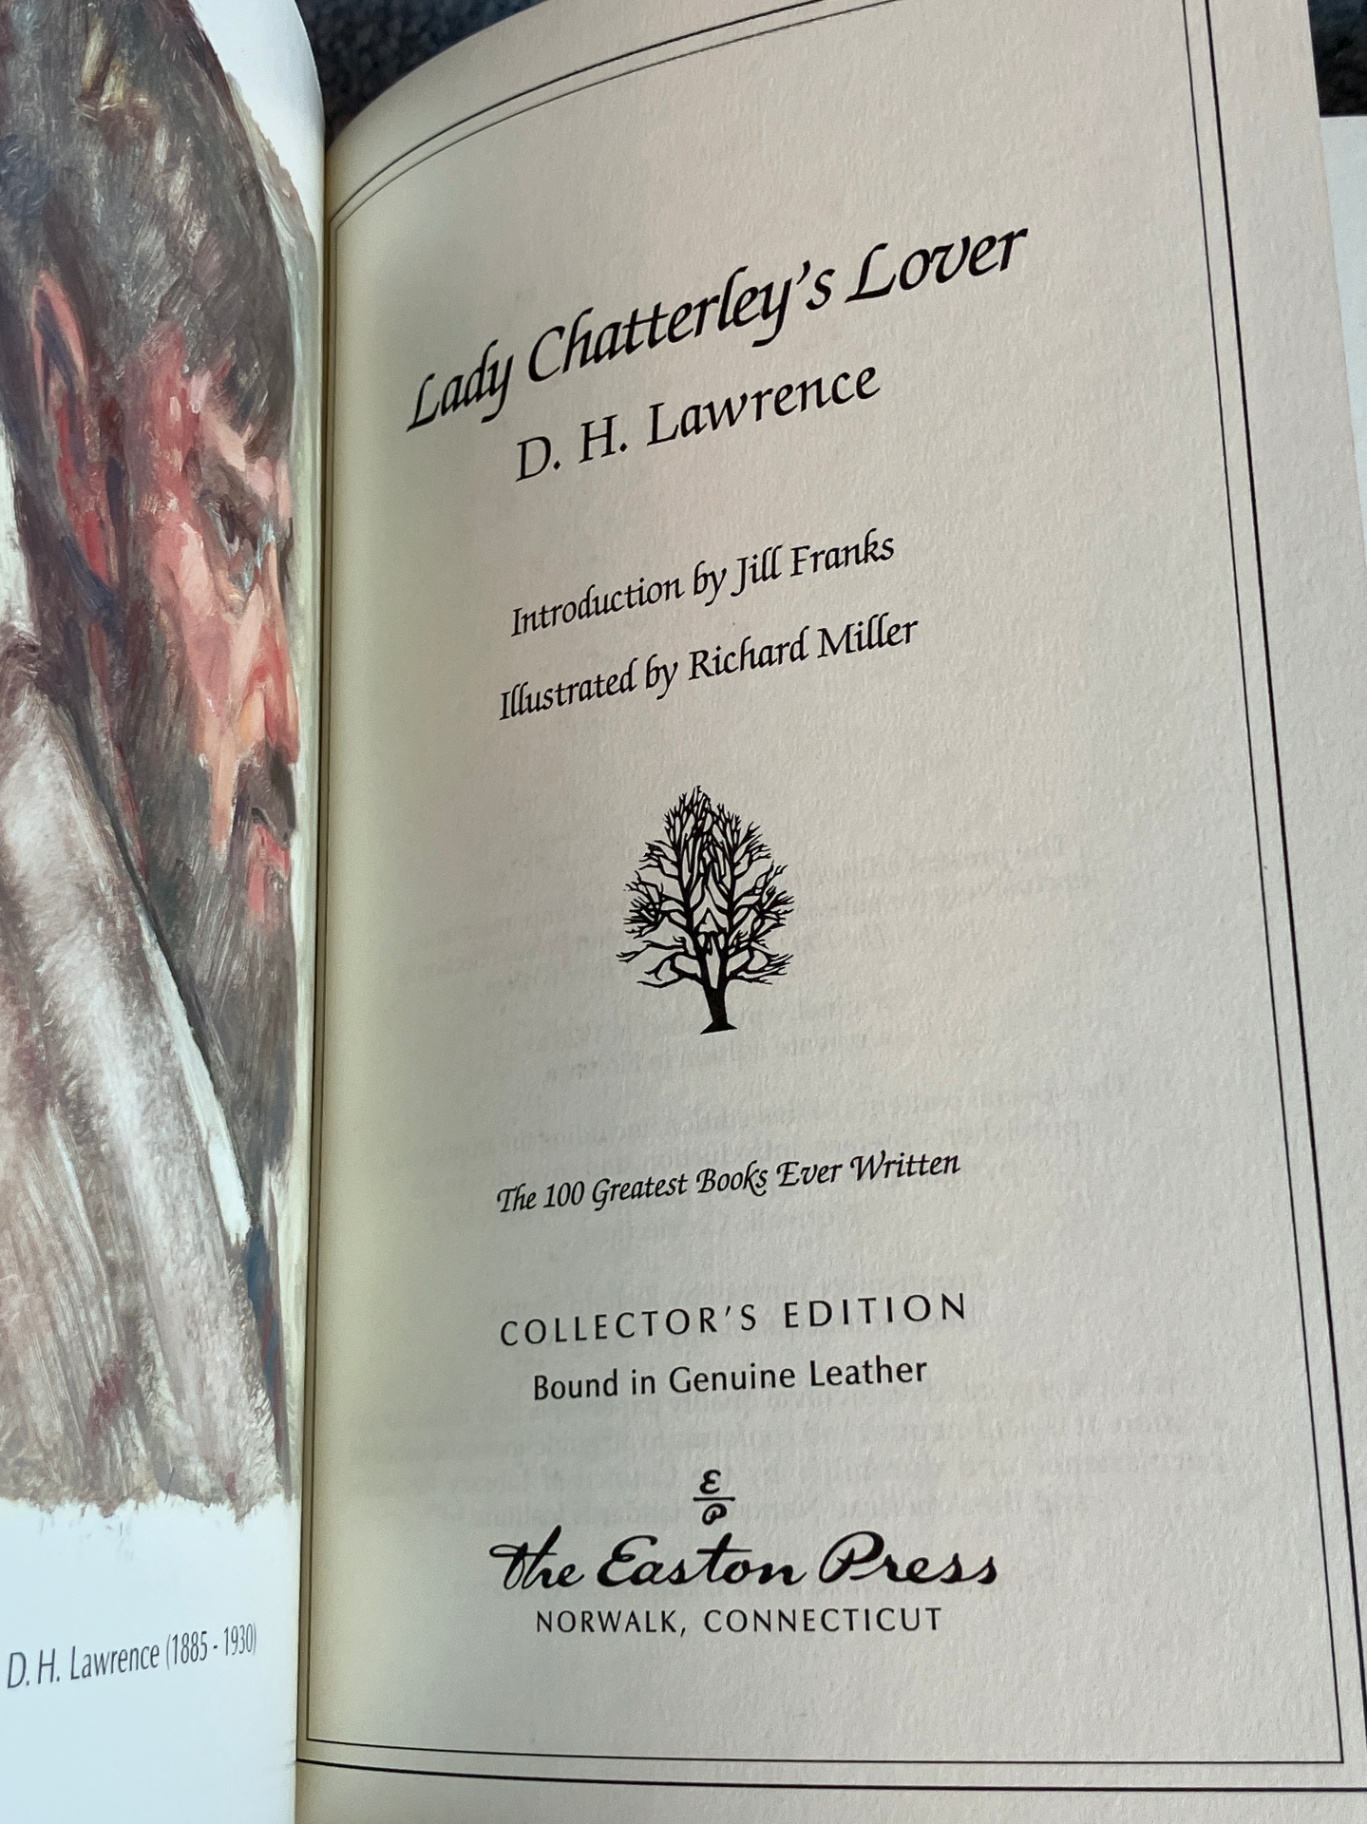 Lady Chatterley's Lover
D. H. Lawrence
Introduction by Jill Franks
Illustrated by Richard Miller
The 100 Greatest Books Ever Written
COLLECTOR'S EDITION
Bound in Genuine Leather
E
P
The Easton Press
NORWALK, CONNECTICUT
D. H. Lawrence (1885 - 1930)